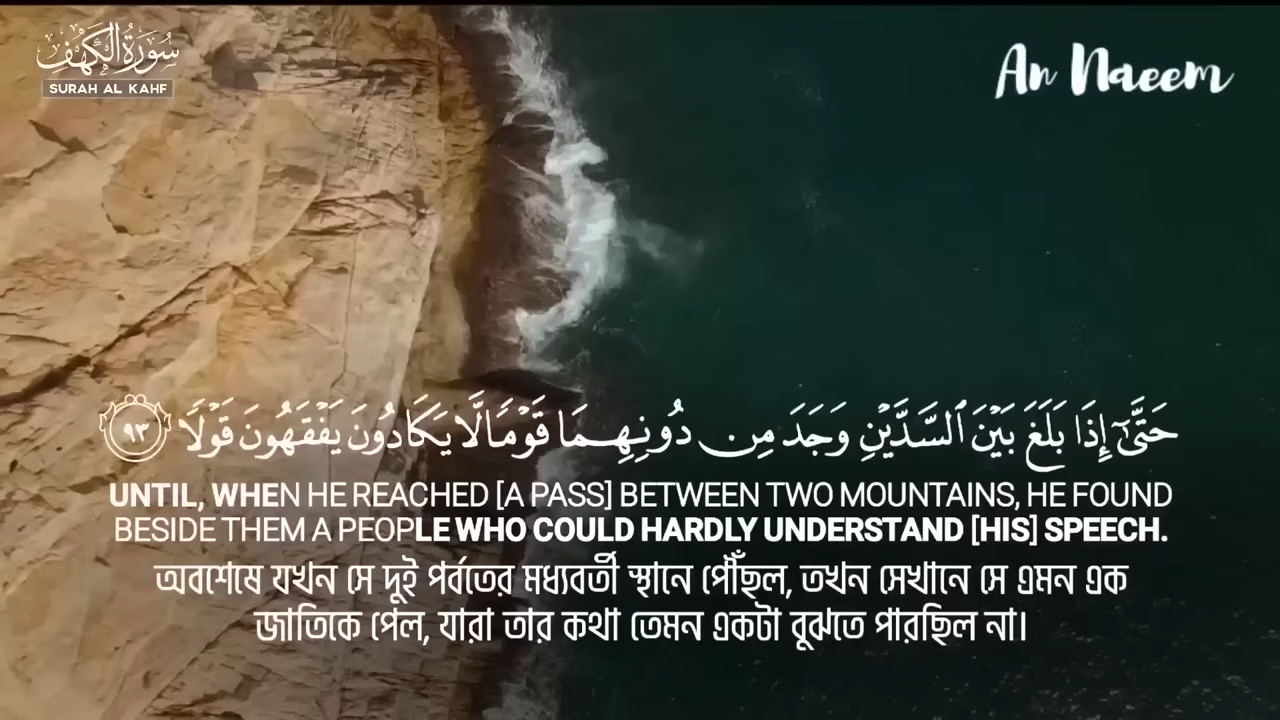 سُورَةُ الكَهْفِ
SURAH AL KAHF
An Naeem
حَتَّىٰٓ إِذَا بَلَغَ بَيْنَ ٱلسَّدَّيْنِ وَجَدَ مِن دُونِهِمَا قَوْمًا لَّا يَكَادُونَ يَفْقَهُونَ قَوْلًا ٩٣
UNTIL, WHEN HE REACHED [A PASS] BETWEEN TWO MOUNTAINS, HE FOUND
BESIDE THEM A PEOPLE WHO COULD HARDLY UNDERSTAND [HIS] SPEECH.
অবশেষে যখন সে দুই পর্বতের মধ্যবর্তী স্থানে পৌঁছল, তখন সেখানে সে এমন এক
জাতিকে পেল, যারা তার কথা তেমন একটা বুঝতে পারছিল না।